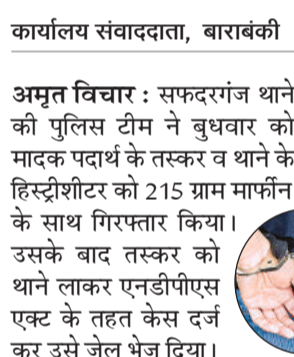 कार्यालय संवाददाता, बाराबंकी
अमृत विचार : सफदरगंज थाने
की पुलिस टीम ने बुधवार को
मादक पदार्थ के तस्कर व थाने के
हिस्ट्रीशीटर को 215 ग्राम मार्फीन
के साथ गिरफ्तार किया।
उसके बाद तस्कर को
थाने लाकर एनडीपीएस
एक्ट के तहत केस दर्ज
कर उसे जेल भेज दिया।